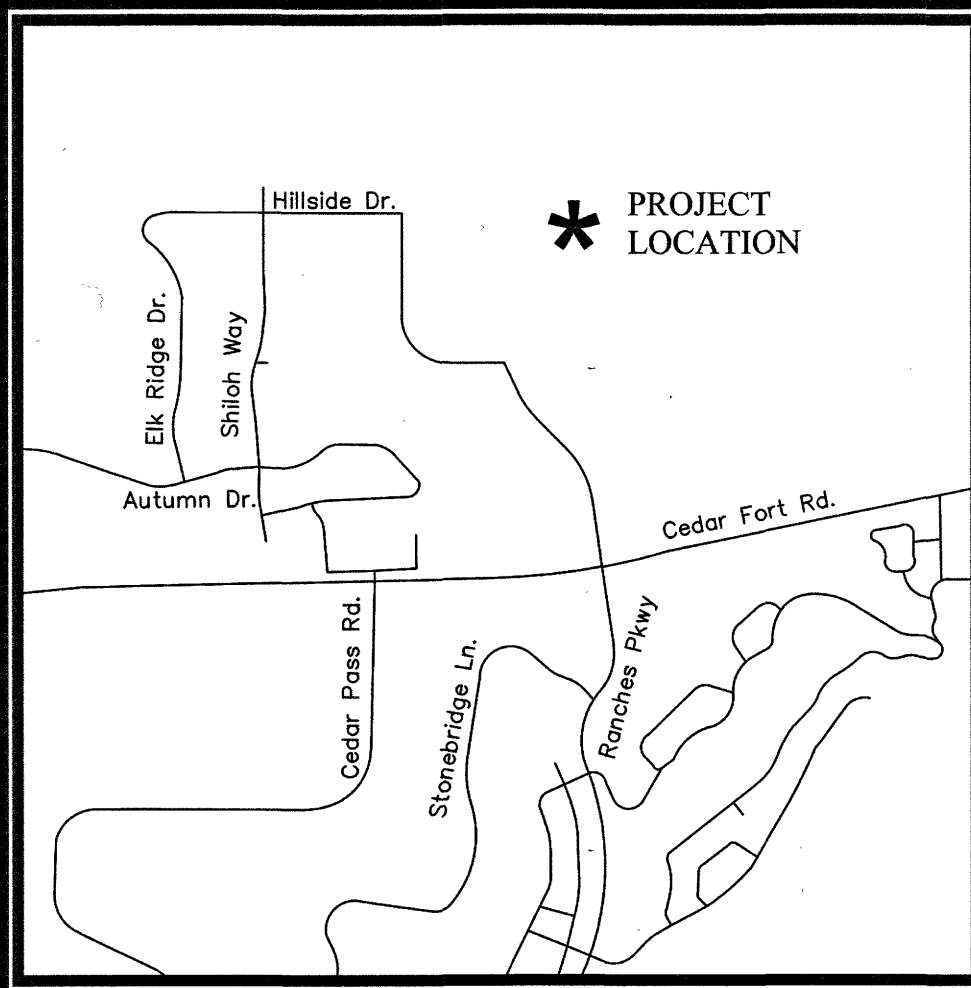 Hillside Dr.
PROJECT
LOCATION
Elk Ridge Dr.
Shiloh Way
Autumn Dr.
Cedar Fort Rd.
Cedar Pass Rd.
Stonebridge Ln.
Ranches Pkwy